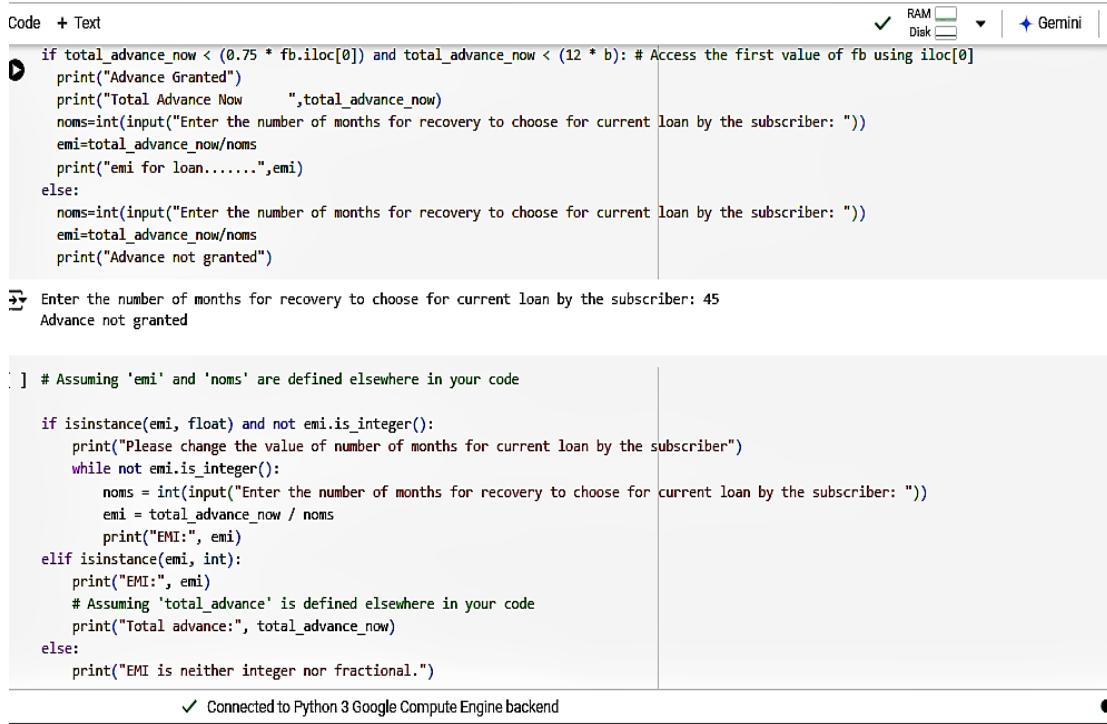 Code + Text RAM Disk Gemini
if total_advance_now < (0.75 * fb.iloc[0]) and total_advance_now < (12 * b): # Access the first value of fb using iloc[0]
  print("Advance Granted")
  print("Total Advance Now      ",total_advance_now)
  noms=int(input("Enter the number of months for recovery to choose for current loan by the subscriber: "))
  emi=total_advance_now/noms
  print("emi for loan.......",emi)
else:
  noms=int(input("Enter the number of months for recovery to choose for current loan by the subscriber: "))
  emi=total_advance_now/noms
  print("Advance not granted")
Enter the number of months for recovery to choose for current loan by the subscriber: 45
Advance not granted
] # Assuming 'emi' and 'noms' are defined elsewhere in your code
if isinstance(emi, float) and not emi.is_integer():
    print("Please change the value of number of months for current loan by the subscriber")
    while not emi.is_integer():
        noms = int(input("Enter the number of months for recovery to choose for current loan by the subscriber: "))
        emi = total_advance_now / noms
        print("EMI:", emi)
elif isinstance(emi, int):
    print("EMI:", emi)
    # Assuming 'total_advance' is defined elsewhere in your code
    print("Total advance:", total_advance_now)
else:
    print("EMI is neither integer nor fractional.")
Connected to Python 3 Google Compute Engine backend